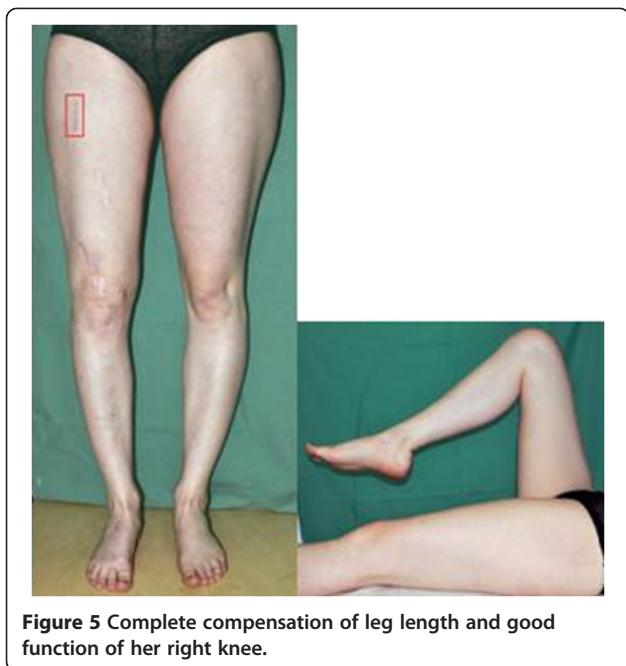 Figure 5 Complete compensation of leg length and good
function of her right knee.